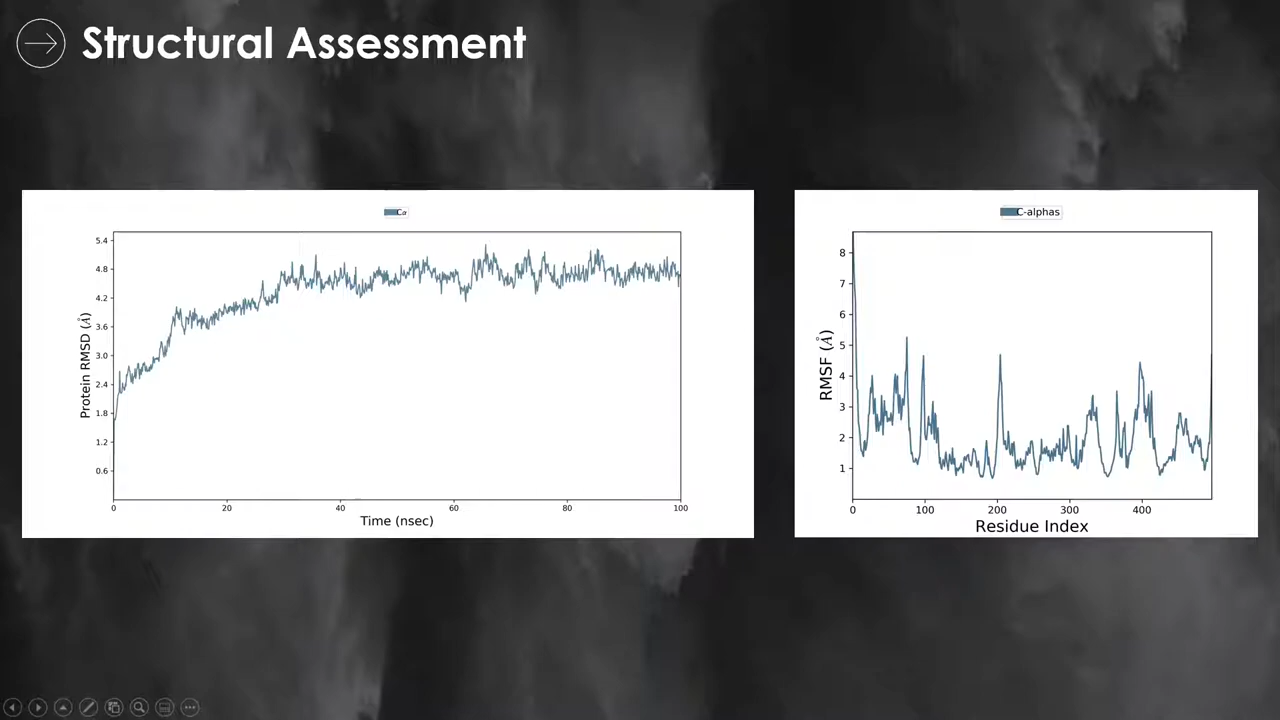 Structural Assessment
Cα
5.4
4.8
4.2
3.6
3.0
2.4
1.8
1.2
0.6
Protein RMSD (Å)
0 20 40 60 80 100
Time (nsec)
C-alphas
8
7
6
5
4
3
2
1
RMSF (Å)
0 100 200 300 400
Residue Index